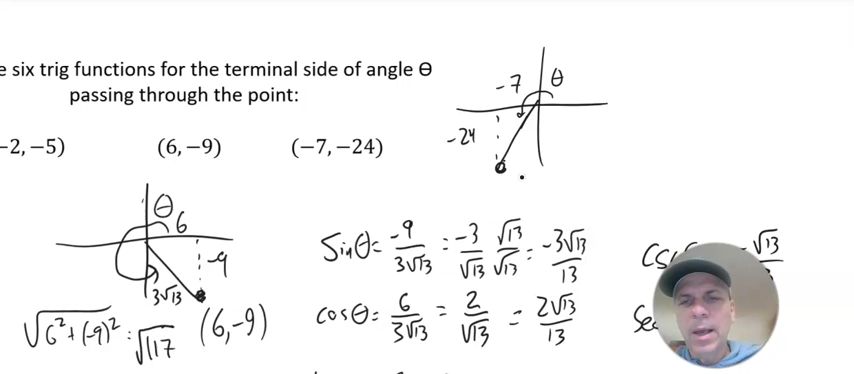 e six trig functions for the terminal side of angle Θ
passing through the point:
−2, −5) (6, −9) (−7, −24)
-7 θ
-24
θ
6
-9
3√13
√(6² + (-9)²) = √117 (6, -9)
Sinθ = -9/(3√13) = -3/√13 √13/√13 = -3√13/13
cosθ = 6/(3√13) = 2/√13 = 2√13/13
Csc √13
Sec